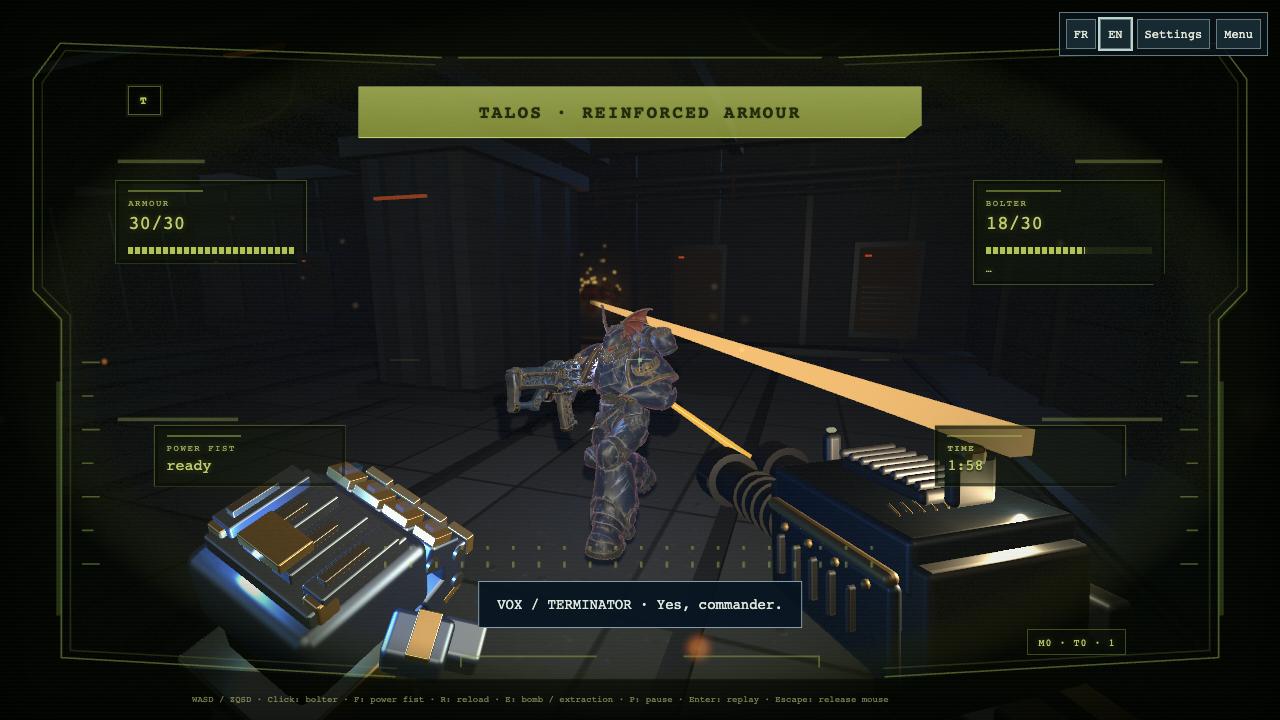 FR EN Settings Menu
T
TALOS · REINFORCED ARMOUR
ARMOUR
30/30
BOLTER
18/30
…
POWER FIST
ready
TIME
1:58
VOX / TERMINATOR · Yes, commander.
M0 · T0 · 1
WASD / ZQSD · Click: bolter · F: power fist · R: reload · E: bomb / extraction · P: pause · Enter: replay · Escape: release mouse